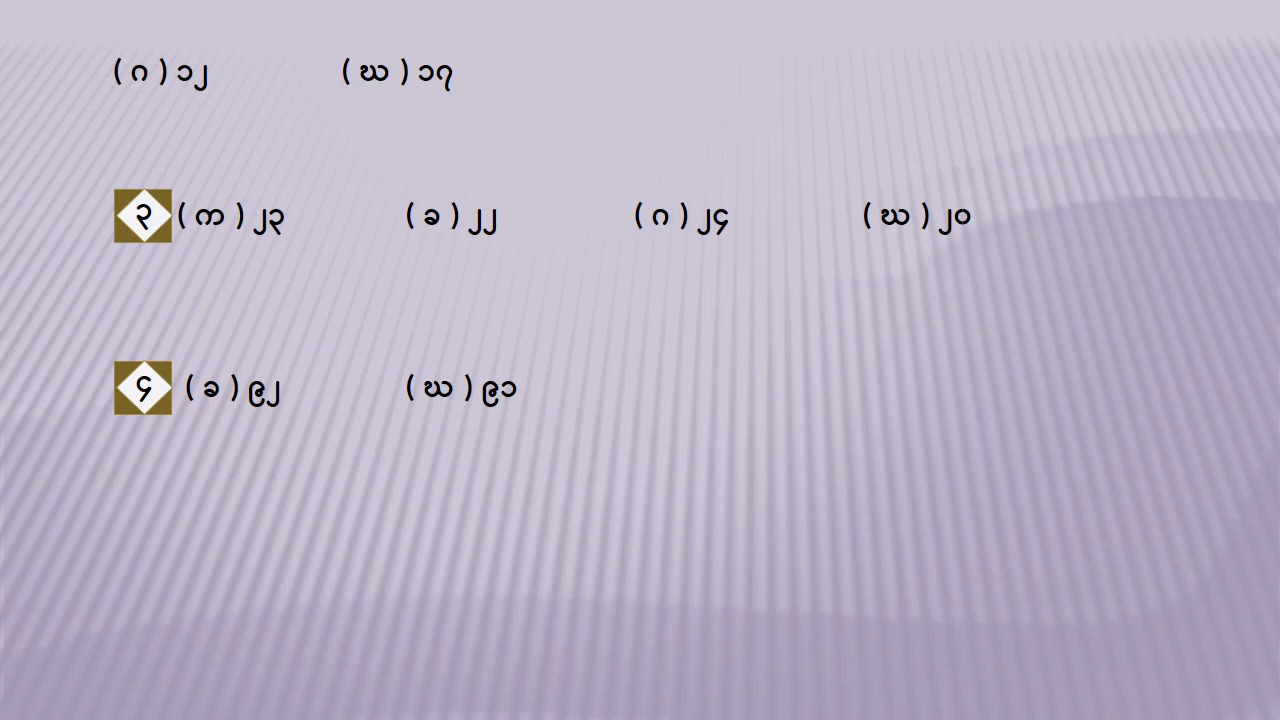 ( ဂ ) ၁၂ ( ဃ ) ၁၇
၃ ( က ) ၂၃ ( ခ ) ၂၂ ( ဂ ) ၂၄ ( ဃ ) ၂၀
၄ ( ခ ) ၉၂ ( ဃ ) ၉၁